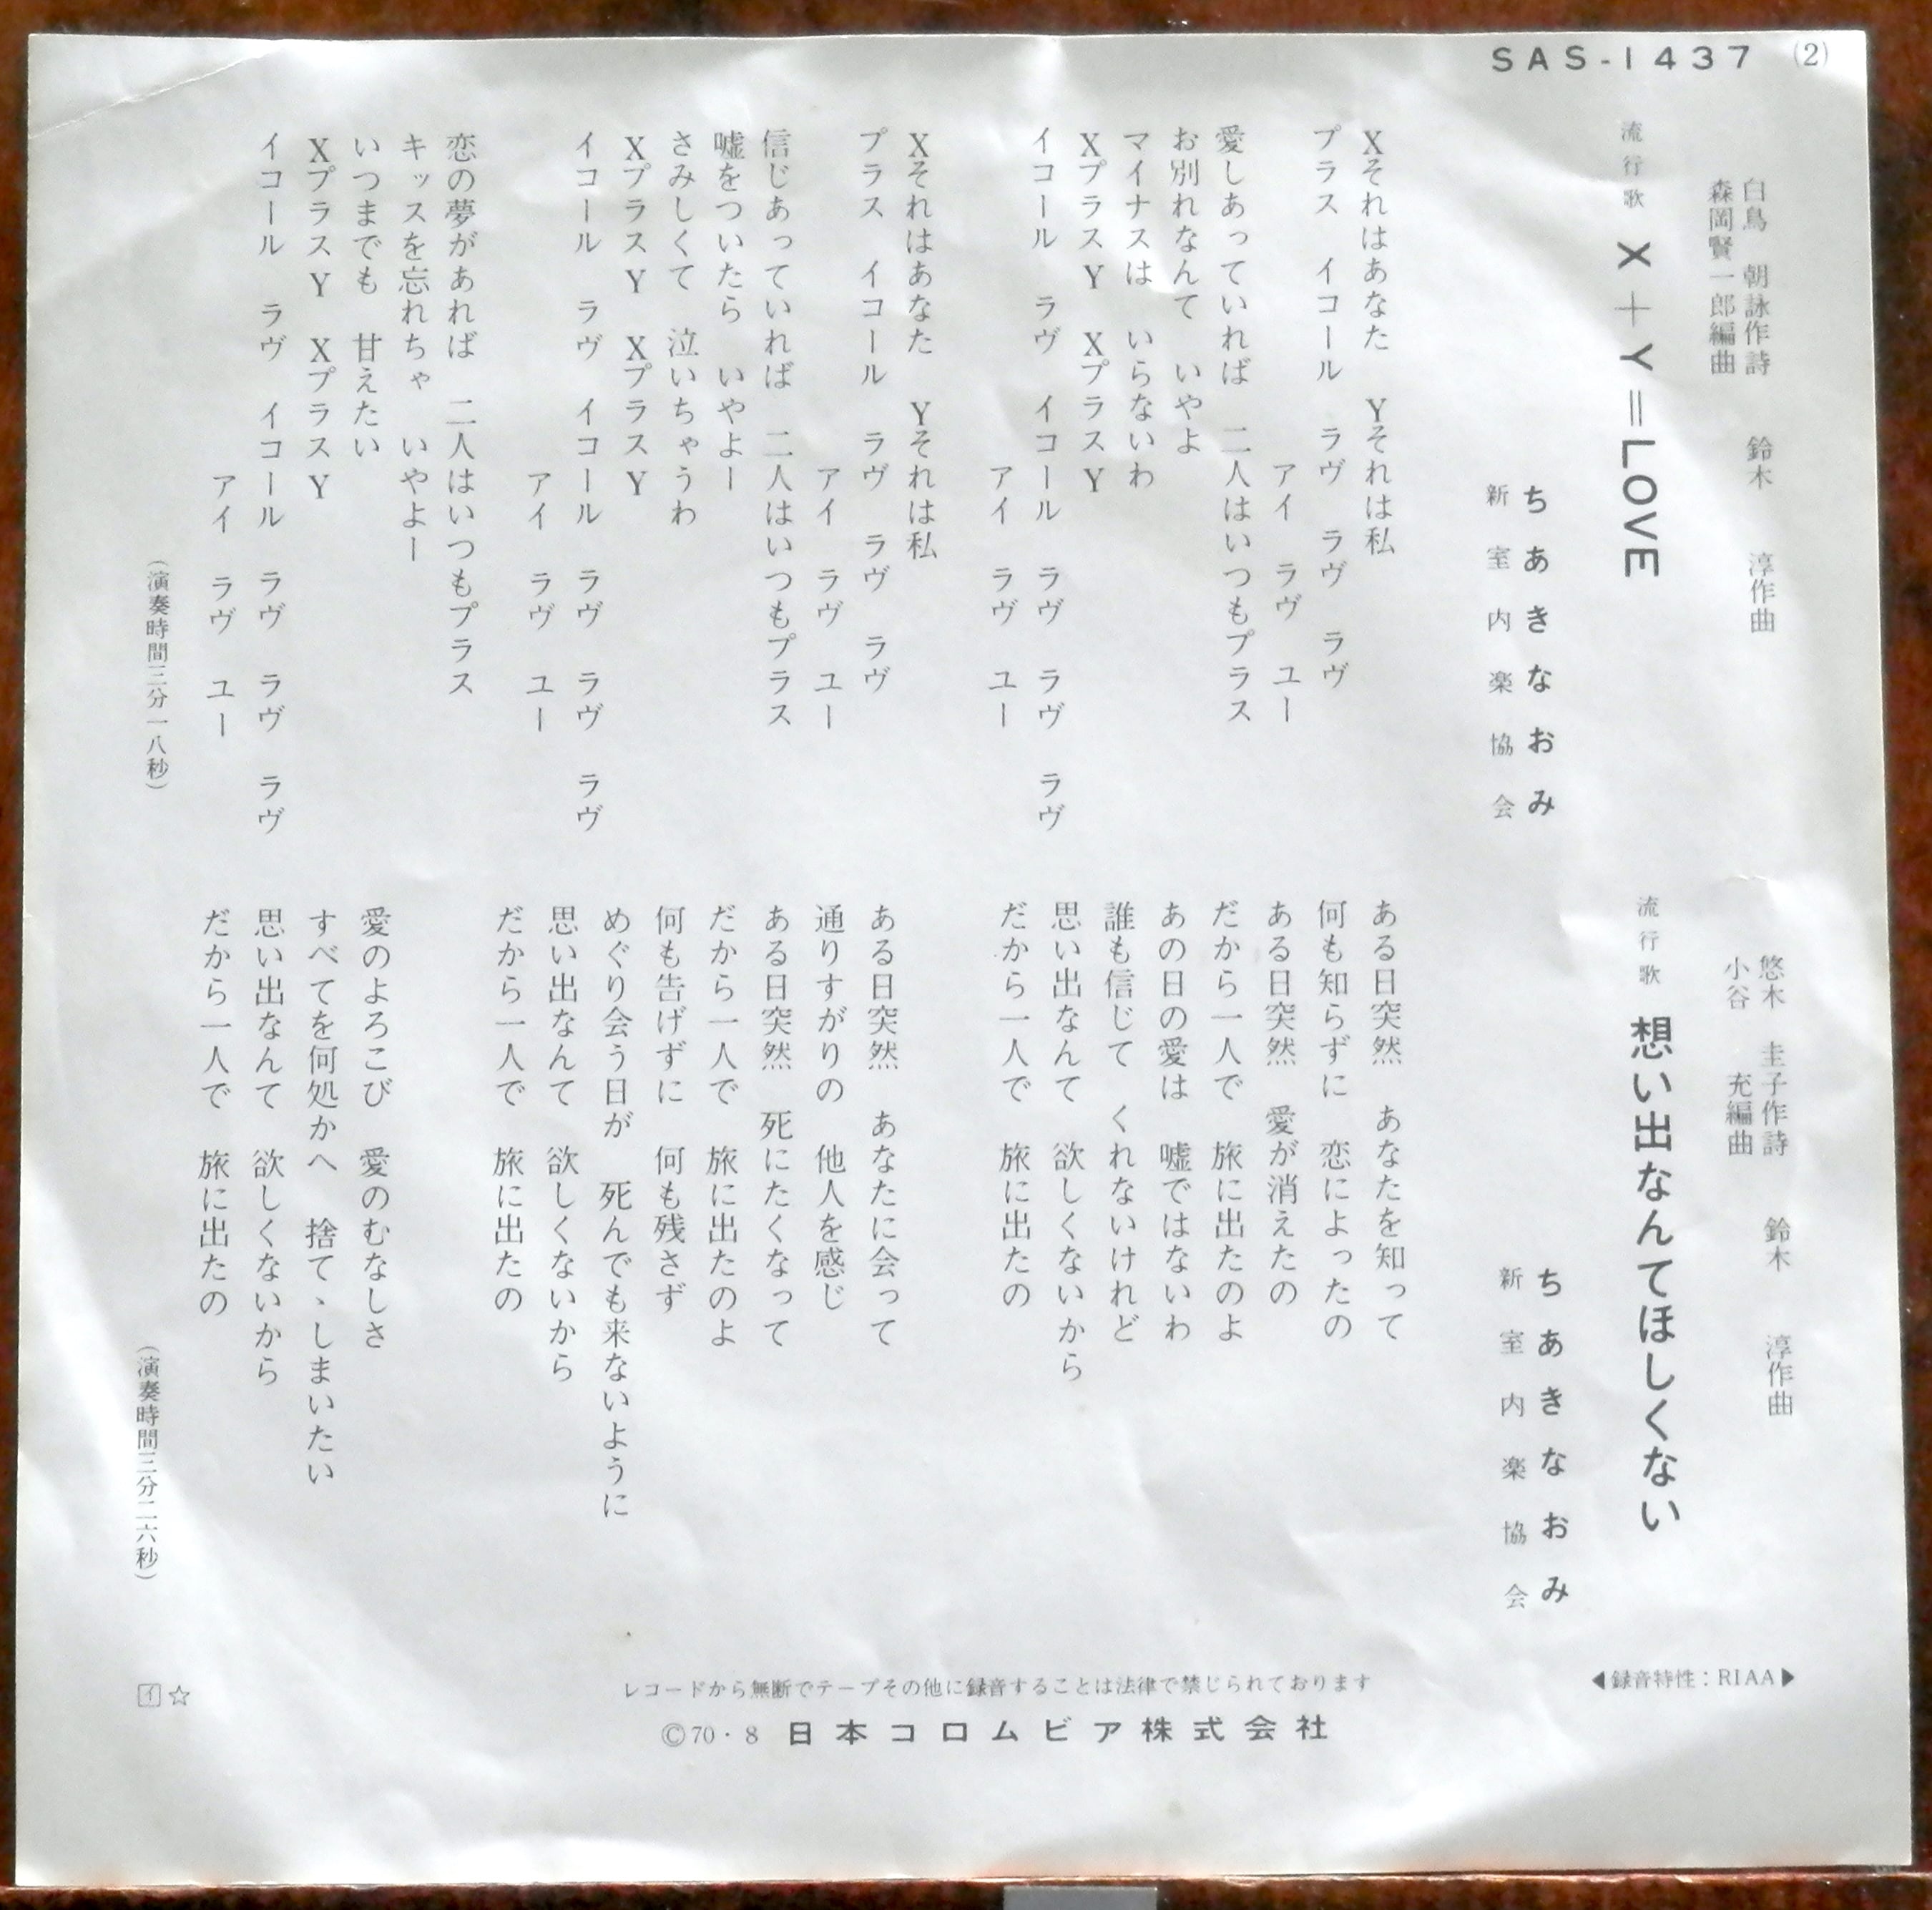 SAS-1437 (2)
白鳥 朝詠作詩 鈴木 淳作曲
森岡賢一郎編曲
流行歌 X+Y=LOVE
ちあきなおみ
新室内楽協会
Xそれはあなた Yそれは私
プラス イコール ラヴ ラヴ ラヴ
アイ ラヴ ユー
愛しあっていれば 二人はいつもプラス
お別れなんて いやよ
マイナスは いらないわ
XプラスY XプラスY
イコール ラヴ イコール ラヴ ラヴ ラヴ
アイ ラヴ ユー
Xそれはあなた Yそれは私
プラス イコール ラヴ ラヴ ラヴ
アイ ラヴ ユー
信じあっていれば 二人はいつもプラス
嘘をついたら いやよー
さみしくて 泣いちゃうわ
XプラスY XプラスY
イコール ラヴ イコール ラヴ ラヴ ラヴ
アイ ラヴ ユー
恋の夢があれば 二人はいつもプラス
キッスを忘れちゃ いやよー
いつまでも 甘えたい
XプラスY XプラスY
イコール ラヴ イコール ラヴ ラヴ ラヴ
アイ ラヴ ユー
(演奏時間三分一八秒)
悠木 圭子作詩 鈴木 淳作曲
小谷 充編曲
流行歌 想い出なんてほしくない
ちあきなおみ
新室内楽協会
ある日突然 あなたを知って
何も知らずに 恋によったの
ある日突然 愛が消えたの
だから一人で 旅に出たのよ
あの日の愛は 嘘ではないわ
誰も信じて くれないけれど
思い出なんて 欲しくないから
だから一人で 旅に出たの
ある日突然 あなたに会って
通りすがりの 他人を感じ
ある日突然 死にたくなって
だから一人で 旅に出たのよ
何も告げずに 何も残さず
めぐり会う日が 死んでも来ないように
思い出なんて 欲しくないから
だから一人で 旅に出たの
愛のよろこび 愛のむなしさ
すべてを何処かへ 捨てゝしまいたい
思い出なんて 欲しくないから
だから一人で 旅に出たの
(演奏時間三分二六秒)
◀録音特性：RIAA▶
レコードから無断でテープその他に録音することは法律で禁じられております
Ⓒ70・8 日本コロムビア株式会社
イ☆